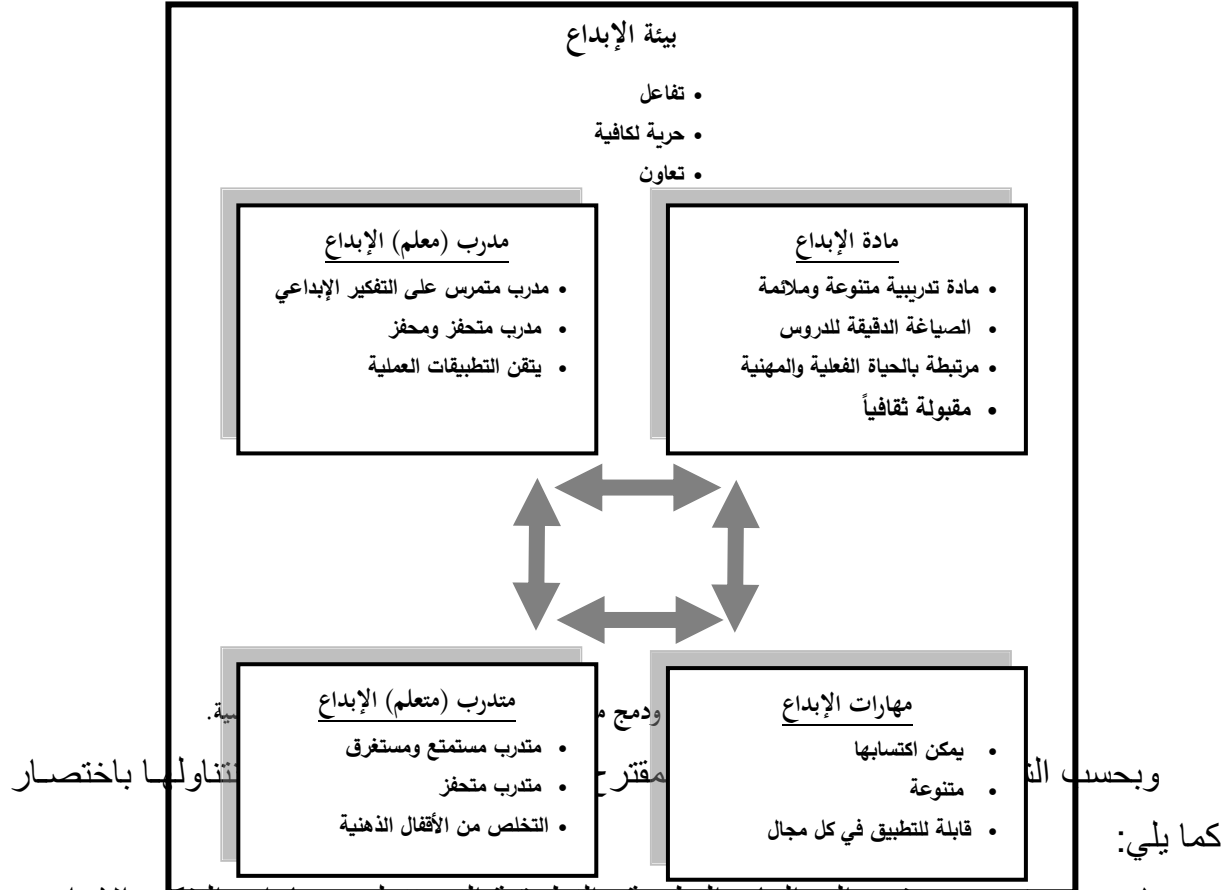 بيئة الإبداع
• تفاعل
• حرية لكافية
• تعاون
مادة الإبداع
• مادة تدريبية متنوعة وملائمة
• الصياغة الدقيقة للدروس
• مرتبطة بالحياة الفعلية والمهنية
• مقبولة ثقافياً
مدرب (معلم) الإبداع
• مدرب متمرس على التفكير الإبداعي
• مدرب متحفز ومحفز
• يتقن التطبيقات العملية
مهارات الإبداع
• يمكن اكتسابها
• متنوعة
• قابلة للتطبيق في كل مجال
متدرب (متعلم) الإبداع
• متدرب مستمتع ومستغرق
• متدرب متحفز
• التخلص من الأقفال الذهنية
ودمج
وبحسب باختصار
كما يلي: